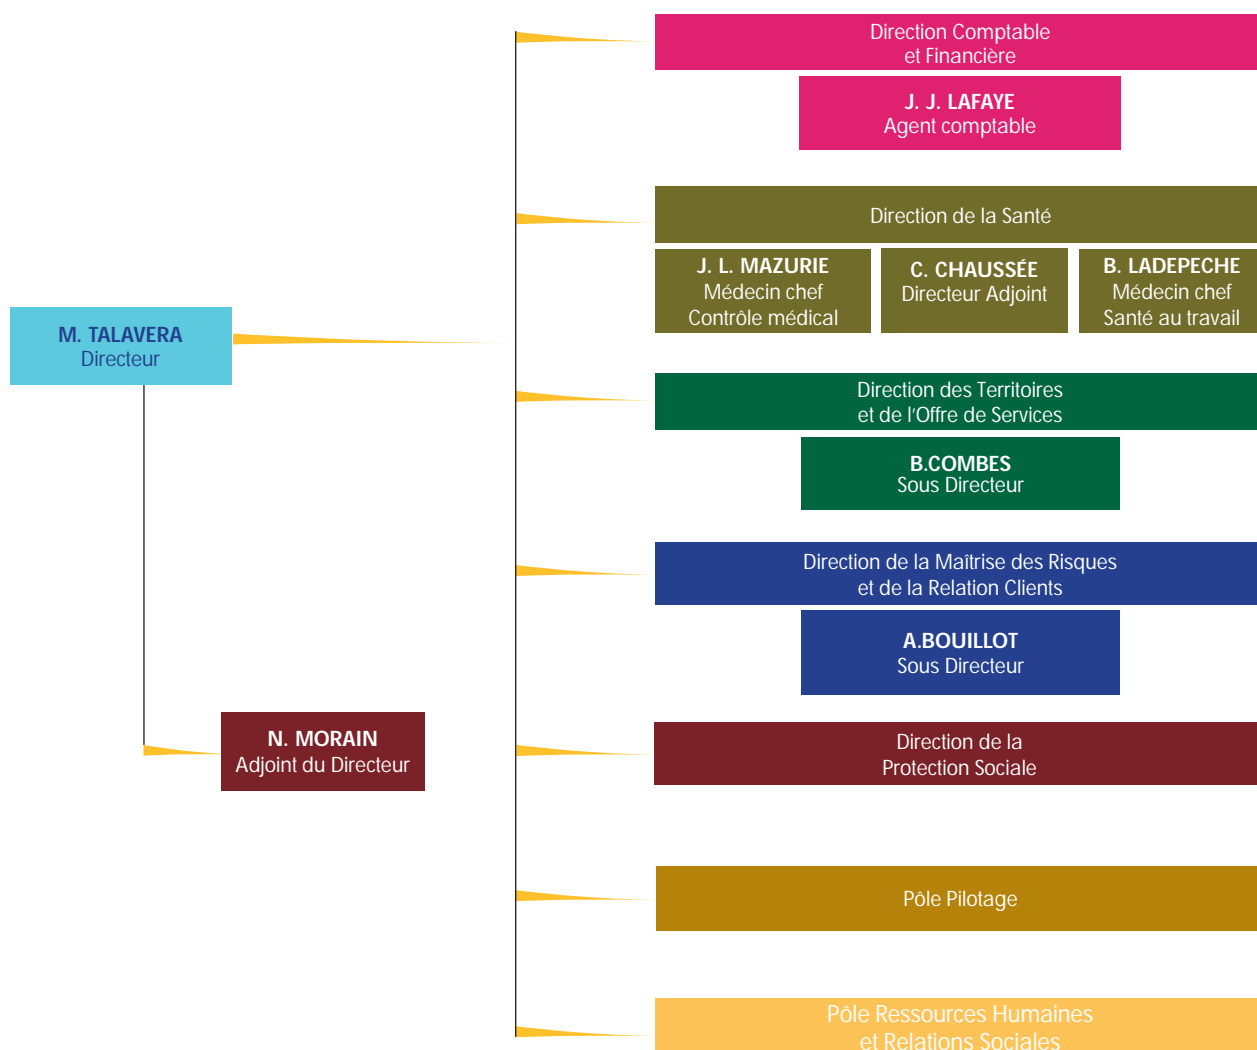 Direction Comptable
et Financière
J. J. LAFAYE
Agent comptable
Direction de la Santé
J. L. MAZURIE
Médecin chef
Contrôle médical
C. CHAUSSÉE
Directeur Adjoint
B. LADEPECHE
Médecin chef
Santé au travail
M. TALAVERA
Directeur
Direction des Territoires
et de l'Offre de Services
B.COMBES
Sous Directeur
Direction de la Maîtrise des Risques
et de la Relation Clients
A.BOUILLOT
Sous Directeur
N. MORAIN
Adjoint du Directeur
Direction de la
Protection Sociale
Pôle Pilotage
Pôle Ressources Humaines
et Relations Sociales